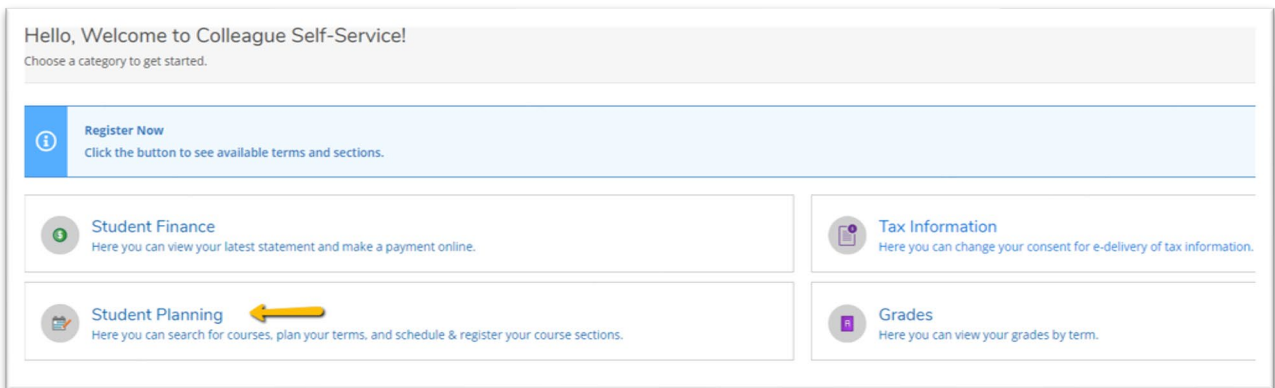 Hello, Welcome to Colleague Self-Service!
Choose a category to get started.
Register Now
Click the button to see available terms and sections.
Student Finance
Here you can view your latest statement and make a payment online.
Tax Information
Here you can change your consent for e-delivery of tax information.
Student Planning
Here you can search for courses, plan your terms, and schedule & register your course sections.
Grades
Here you can view your grades by term.